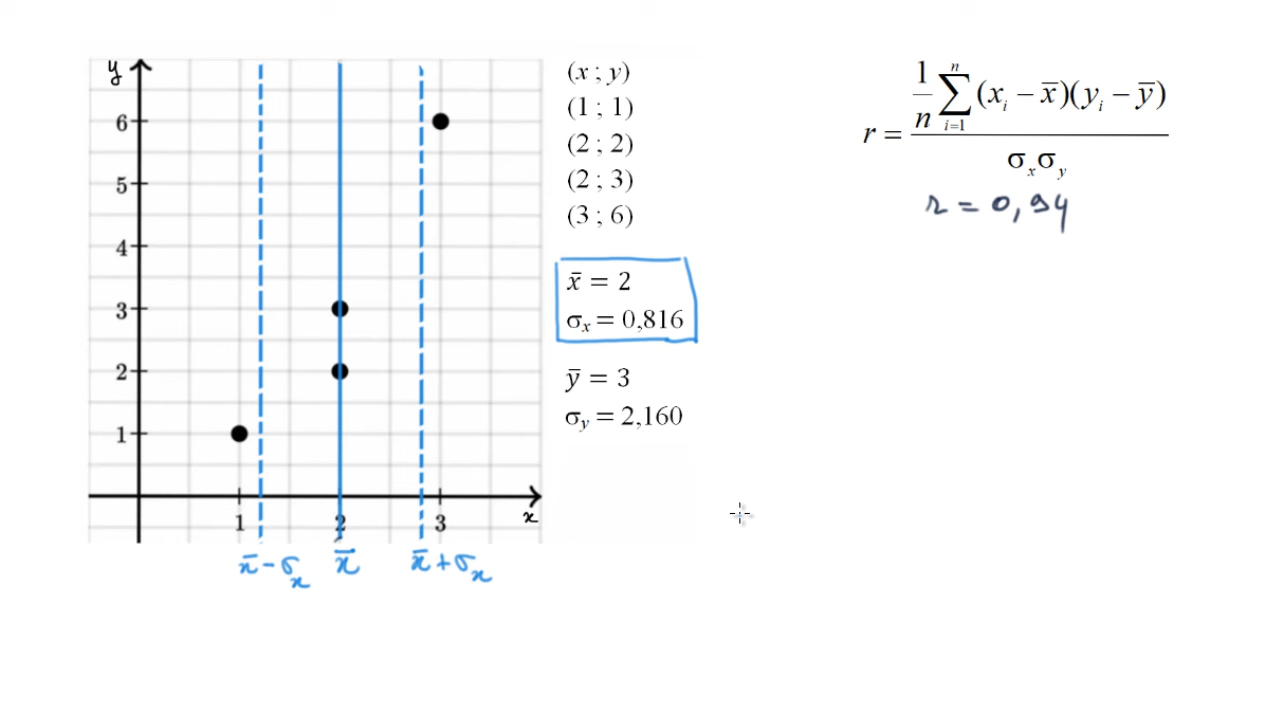 y
6
5
4
3
2
1
1 2 3
x
x̄ − σx
x̄
x̄ + σx
(x ; y)
(1 ; 1)
(2 ; 2)
(2 ; 3)
(3 ; 6)
x̄ = 2
σx = 0,816
ȳ = 3
σy = 2,160
r = 1/n ∑ i=1 n (xi − x̄)(yi − ȳ) / σxσy
r = 0,94